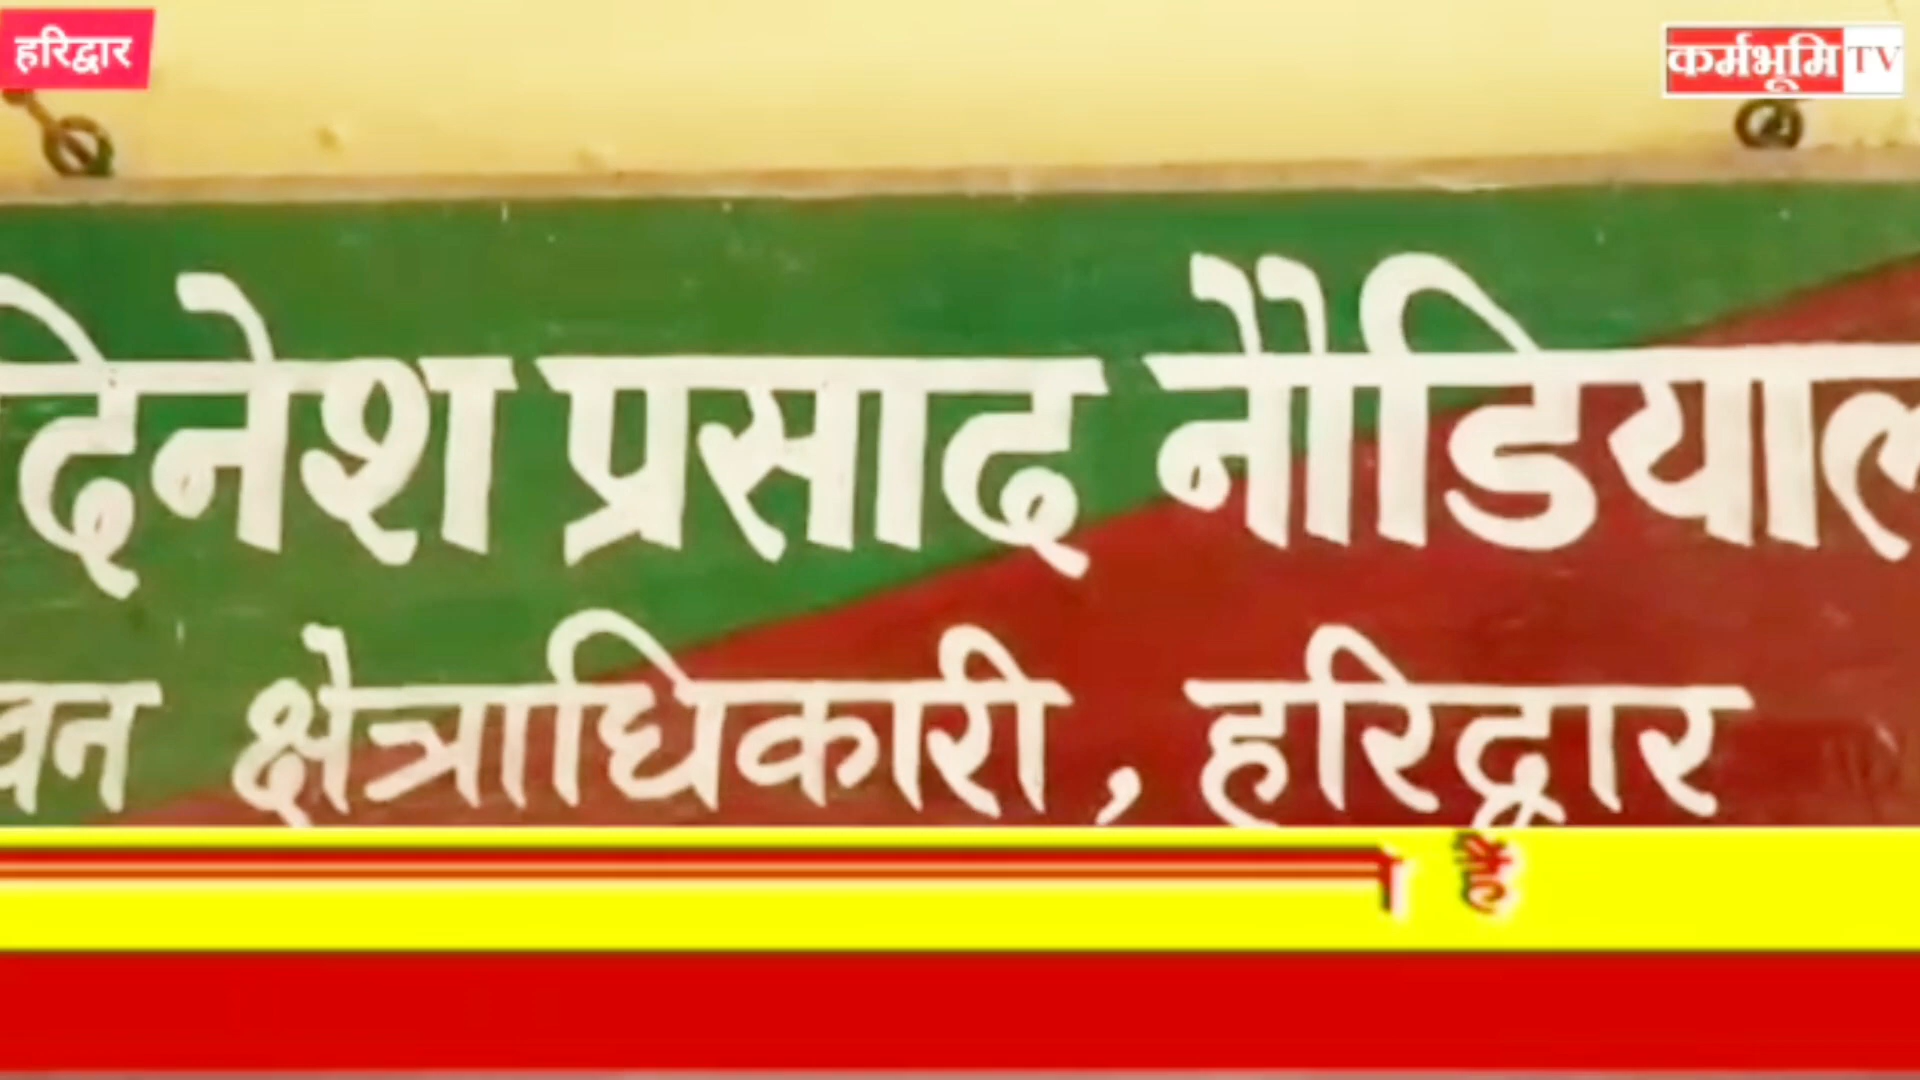 हरिद्वार
कर्मभूमि TV
दिनेश प्रसाद नौडियाल
वन क्षेत्राधिकारी, हरिद्वार
है